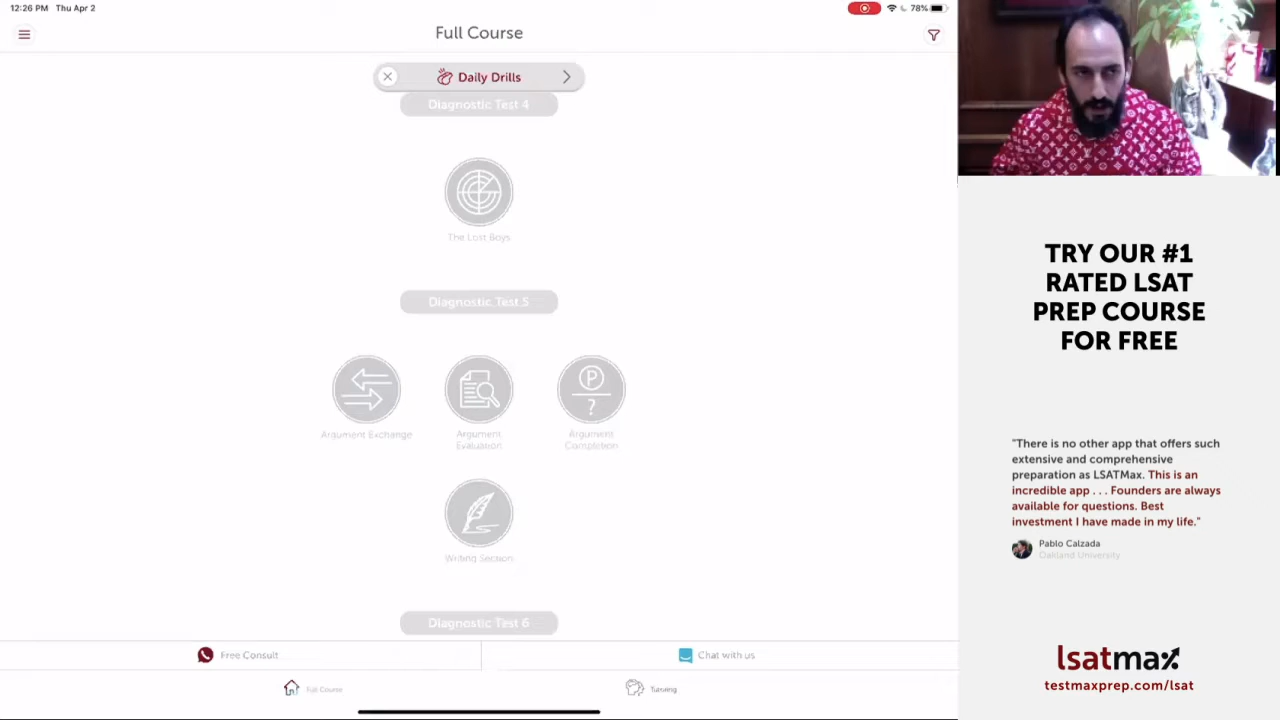 12:26 PM Thu Apr 2
78%
Full Course
Daily Drills
Diagnostic Test 4
The Lost Boys
Diagnostic Test 5
Argument Exchange
Argument
Evaluation
Argument
Completion
P
?
Writing Section
Diagnostic Test 6
Free Consult
Chat with us
Full Course
Tutoring
TRY OUR #1
RATED LSAT
PREP COURSE
FOR FREE
"There is no other app that offers such
extensive and comprehensive
preparation as LSATMax. This is an
incredible app . . . Founders are always
available for questions. Best
investment I have made in my life."
Pablo Calzada
Oakland University
lsatmax
testmaxprep.com/lsat